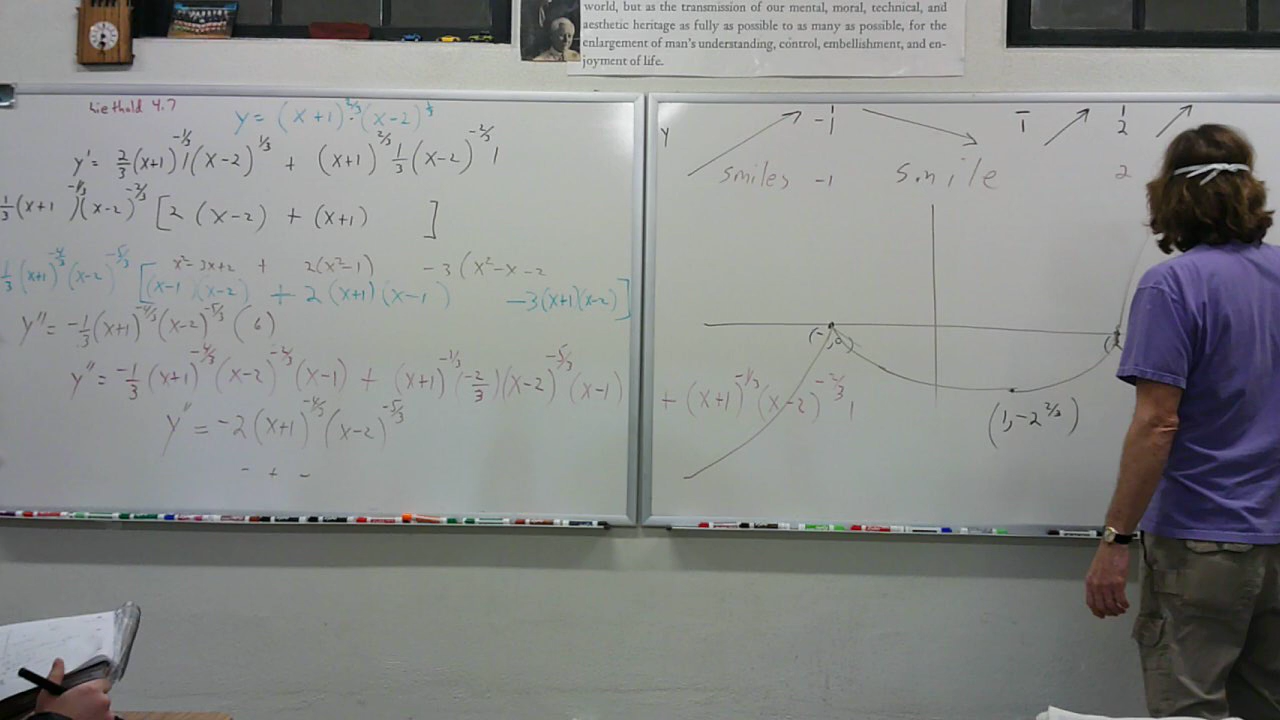 world, but as the transmission of our mental, moral, technical, and
aesthetic heritage as fully as possible to as many as possible, for the
enlargement of man's understanding, control, embellishment, and en-
joyment of life.
4.7
y = (x+1)^2/3 (x-2)^1/3
y' = 2/3 (x+1)^-1/3 1 (x-2)^1/3 + (x+1)^2/3 1/3 (x-2)^-2/3 1
1/3 (x+1)^-1/3 (x-2)^-2/3 [2 (x-2) + (x+1) ]
x²-3x+2 + 2(x²-1) -3(x²-x-2
1/3 (x+1)^-4/3 (x-2)^-5/3 [(x-1)(x-2) + 2(x+1)(x-1) -3(x+1)(x-2)]
y'' = -1/3 (x+1)^-4/3 (x-2)^-5/3 (6)
y'' = -1/3 (x+1)^-4/3 (x-2)^-2/3 (x-1) + (x+1)^-1/3 (-2/3)(x-2)^-5/3 (x-1) + (x+1)^-1/3 (x-2)^-2/3 1
y'' = -2 (x+1)^-4/3 (x-2)^-5/3
- + -
y -1 1 2
smiles -1 smile 2
(-1,0)
(1, -2^2/3)